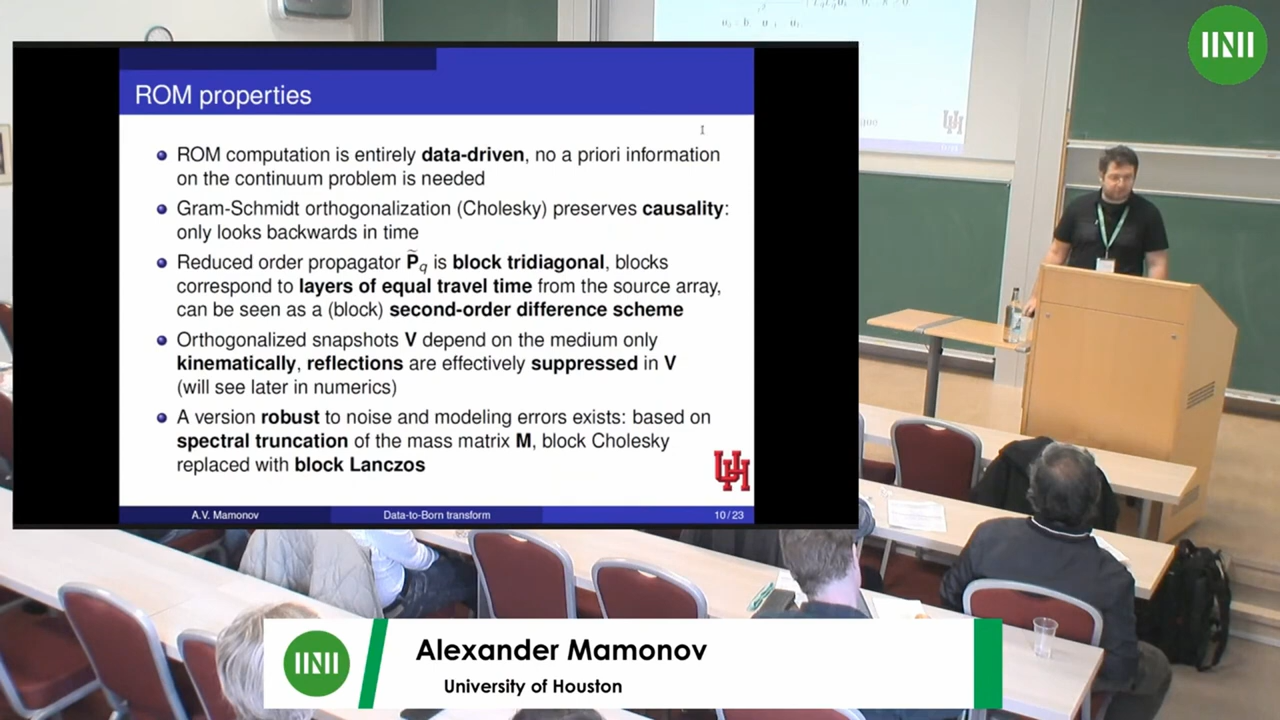 ROM properties
ROM computation is entirely data-driven, no a priori information
on the continuum problem is needed
Gram-Schmidt orthogonalization (Cholesky) preserves causality:
only looks backwards in time
Reduced order propagator P̃q is block tridiagonal, blocks
correspond to layers of equal travel time from the source array,
can be seen as a (block) second-order difference scheme
Orthogonalized snapshots V depend on the medium only
kinematically, reflections are effectively suppressed in V
(will see later in numerics)
A version robust to noise and modeling errors exists: based on
spectral truncation of the mass matrix M, block Cholesky
replaced with block Lanczos
UH
A.V. Mamonov Data-to-Born transform 10 / 23
Alexander Mamonov
University of Houston